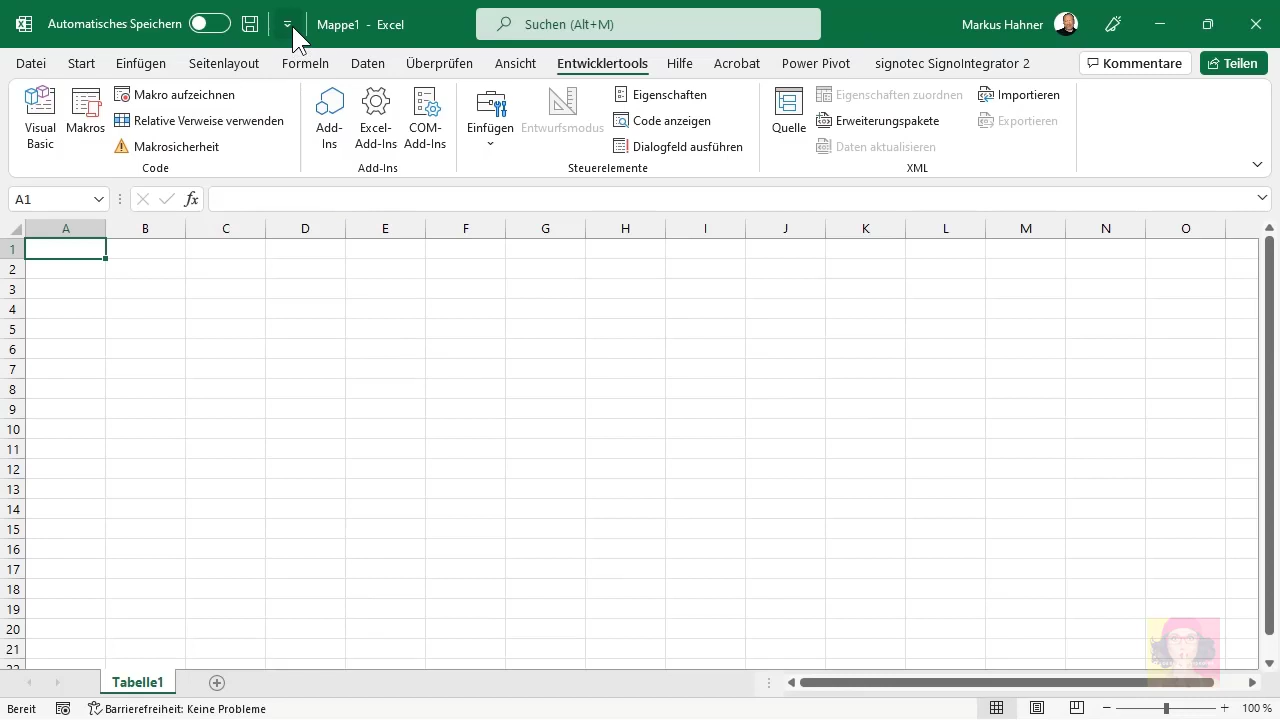 Automatisches Speichern
Mappe1 - Excel
Suchen (Alt+M)
Markus Hahner
Datei Start Einfügen Seitenlayout Formeln Daten Überprüfen Ansicht Entwicklertools Hilfe Acrobat Power Pivot signotec SignoIntegrator 2
Kommentare
Teilen
Visual Basic
Makros
Makro aufzeichnen
Relative Verweise verwenden
Makrosicherheit
Code
Add-Ins
Excel-Add-Ins
COM-Add-Ins
Add-Ins
Einfügen
Entwurfsmodus
Eigenschaften
Code anzeigen
Dialogfeld ausführen
Steuerelemente
Quelle
Eigenschaften zuordnen
Erweiterungspakete
Daten aktualisieren
Importieren
Exportieren
XML
A1
fx
A B C D E F G H I J K L M N O
1
2
3
4
5
6
7
8
9
10
11
12
13
14
15
16
17
18
19
20
21
22
Tabelle1
Bereit
Barrierefreiheit: Keine Probleme
100 %